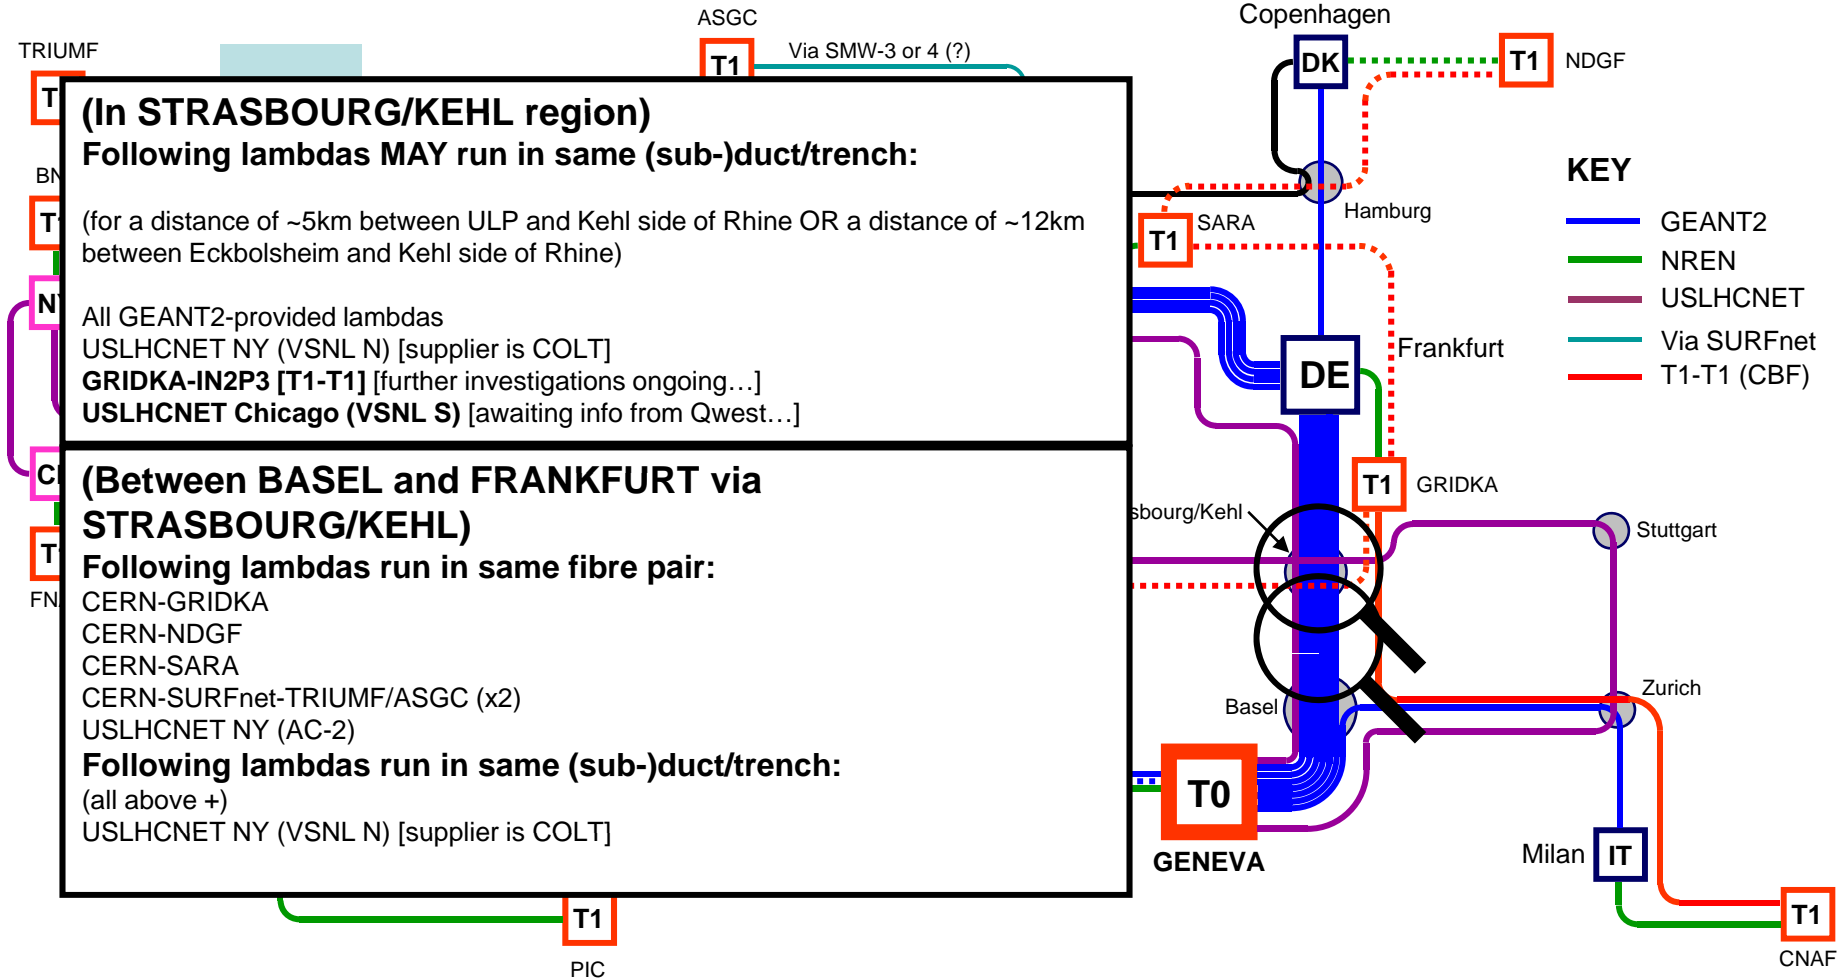 ASGC
Copenhagen
TRIUMF
T1
Via SMW-3 or 4 (?)
DK
T1
NDGF
T
(In STRASBOURG/KEHL region)
Following lambdas MAY run in same (sub-)duct/trench:
(for a distance of ~5km between ULP and Kehl side of Rhine OR a distance of ~12km
between Eckbolsheim and Kehl side of Rhine)
All GEANT2-provided lambdas
USLHCNET NY (VSNL N) [supplier is COLT]
GRIDKA-IN2P3 [T1-T1] [further investigations ongoing…]
USLHCNET Chicago (VSNL S) [awaiting info from Qwest…]
(Between BASEL and FRANKFURT via
STRASBOURG/KEHL)
Following lambdas run in same fibre pair:
CERN-GRIDKA
CERN-NDGF
CERN-SARA
CERN-SURFnet-TRIUMF/ASGC (x2)
USLHCNET NY (AC-2)
Following lambdas run in same (sub-)duct/trench:
(all above +)
USLHCNET NY (VSNL N) [supplier is COLT]
Hamburg
SARA
T1
KEY
GEANT2
NREN
USLHCNET
Via SURFnet
T1-T1 (CBF)
DE
Frankfurt
T1
GRIDKA
sbourg/Kehl
Stuttgart
Basel
Zurich
T0
GENEVA
Milan
IT
T1
CNAF
T1
PIC